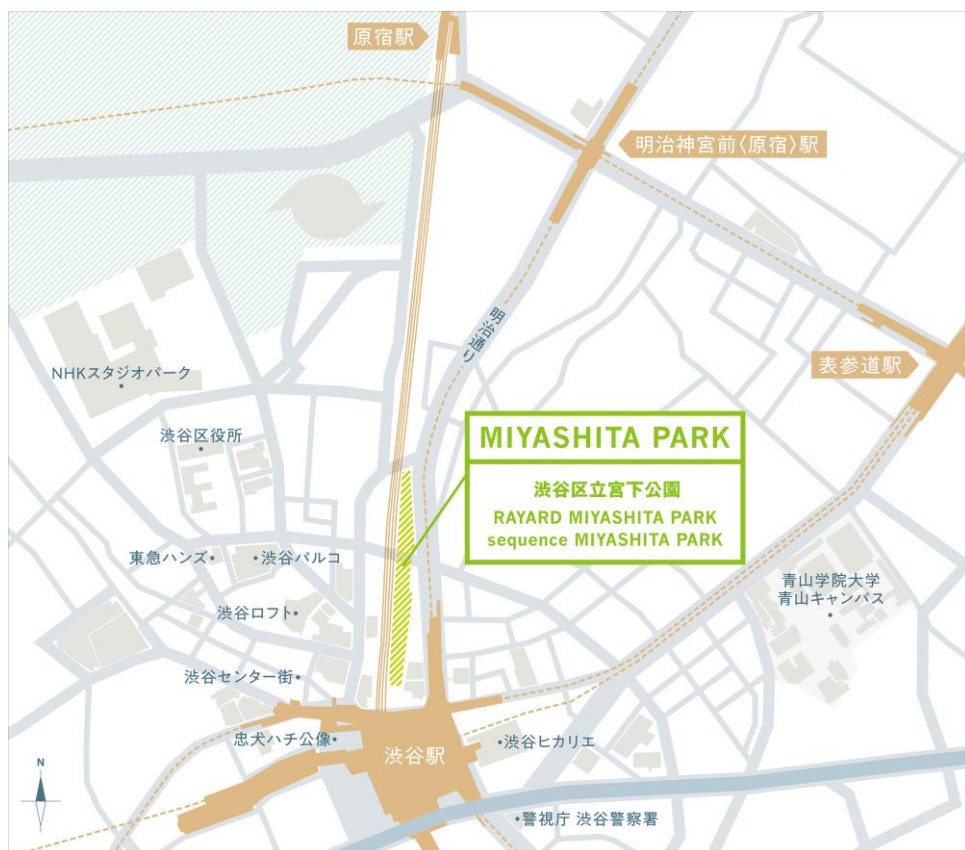 原宿駅
明治神宮前〈原宿〉駅
明治通り
表参道駅
NHKスタジオパーク
MIYASHITA PARK
渋谷区役所
渋谷区立宮下公園
RAYARD MIYASHITA PARK
sequence MIYASHITA PARK
東急ハンズ
渋谷パルコ
青山学院大学
青山キャンパス
渋谷ロフト
渋谷センター街
忠犬ハチ公像
渋谷駅
渋谷ヒカリエ
N
警視庁 渋谷警察署